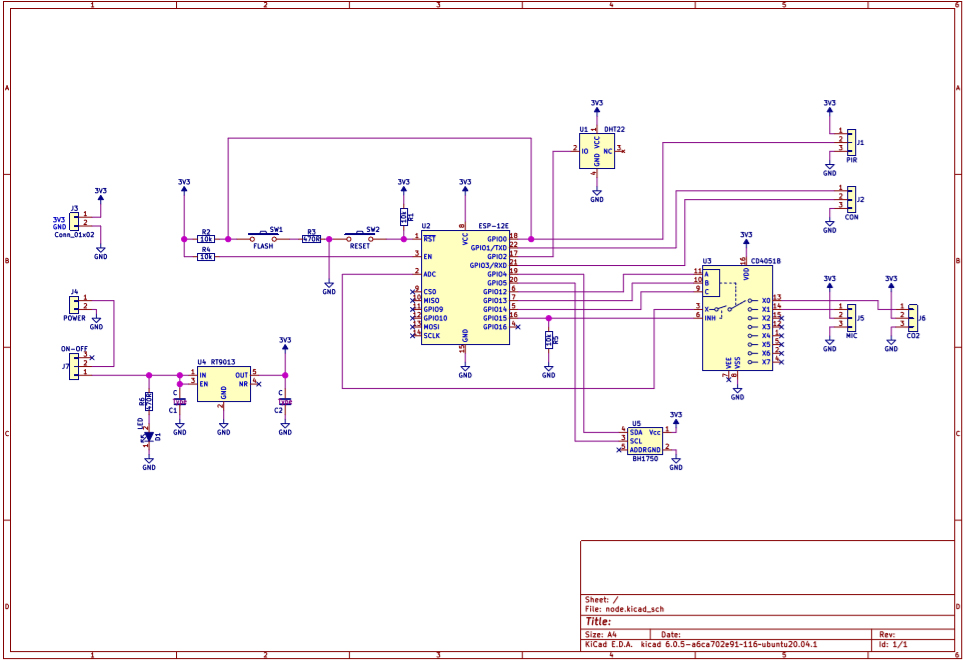 1 2 3 4 5 6
A
B
C
D
3V3
U1 DHT22
VCC
IO
NC
GND
1
2
3
4
GND
3V3
J1
1
2
3
PIR
GND
J2
1
2
3
CON
GND
3V3
GND
J3
1
2
Conn_01x02
3V3
GND
3V3
R2
10k
R4
10k
SW1
FLASH
R3
470R
GND
SW2
RESET
3V3
10k
R1
3V3
U2 ESP-12E
VCC
8
1 RST
3 EN
2 ADC
9 CS0
10 MISO
11 GPIO9
12 GPIO10
13 MOSI
14 SCLK
GPIO0 18
GPIO1/TXD 22
GPIO2 17
GPIO3/RXD 21
GPIO4 19
GPIO5 20
GPIO12 6
GPIO13 7
GPIO14 5
GPIO15 16
GPIO16 4
GND
15
GND
10k
R5
GND
3V3
U3 CD4051B
16
VDD
11 A
10 B
9 C
3 X
6 INH
X0 13
X1 14
X2 15
X3 12
X4 1
X5 5
X6 2
X7 4
VEE
VSS
7
8
GND
3V3
J5
1
2
3
MIC
GND
3V3
J6
1
2
3
CO2
GND
J4
1
2
POWER
GND
ON-OFF
J7
3
2
1
R6
470R
LED
D1
2
1
GND
C
C1
GND
U4 RT9013
1 IN
3 EN
OUT 5
NR 4
GND
2
GND
3V3
C
C2
GND
U5
4 SDA
3 SCL
5 ADDR
Vcc 1
GND 2
BH1750
3V3
GND
Sheet: /
File: node.kicad_sch
Title:
Size: A4 Date: Rev:
KiCad E.D.A. kicad 6.0.5-a6ca702e91~116~ubuntu20.04.1 Id: 1/1
1 2 3 4 5 6